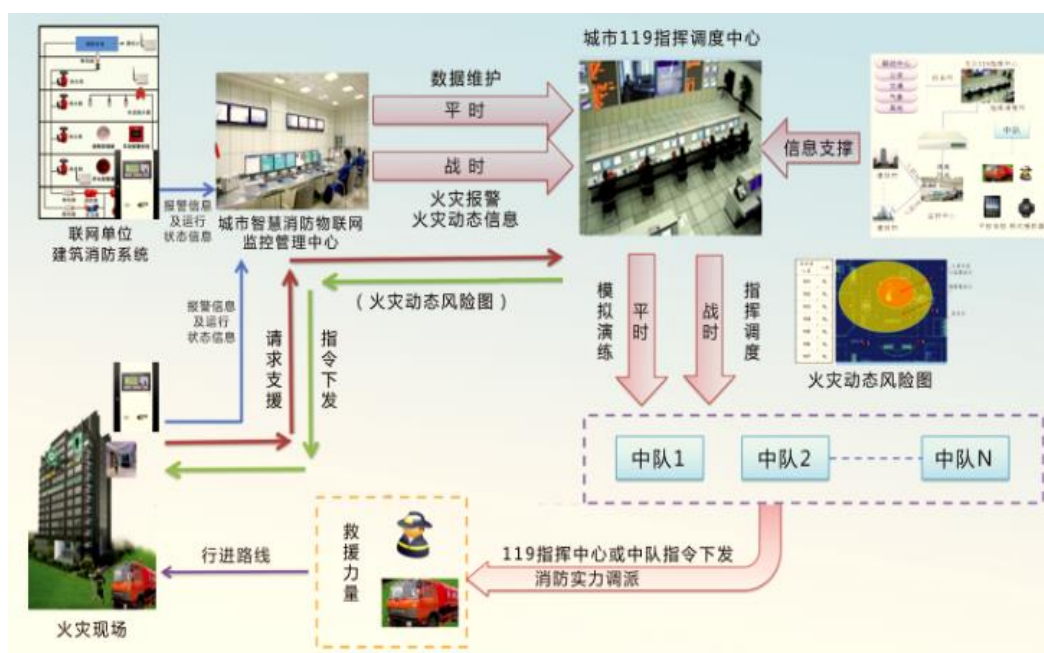 城市119指挥调度中心
数据维护
平时
战时
火灾报警
火灾动态信息
信息支撑
中队
报警信息
及运行
状态信息
联网单位
建筑消防系统
城市智慧消防物联网
监控管理中心
(火灾动态风险图)
报警信息
及运行
状态信息
请求支援
指令下发
模拟演练
平时
战时
指挥调度
火灾动态风险图
中队1
中队2
中队N
救援力量
119指挥中心或中队指令下发
消防实力调派
行进路线
火灾现场